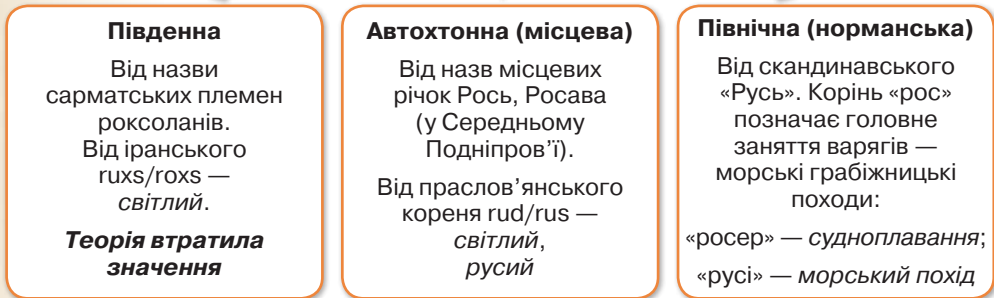 Південна
Від назви
сарматських племен
роксоланів.
Від іранського
ruxs/roxs —
світлий.
Теорія втратила
значення
Автохтонна (місцева)
Від назв місцевих
річок Рось, Росава
(у Середньому
Подніпров’ї).
Від праслов’янського
кореня rud/rus —
світлий,
русий
Північна (норманська)
Від скандинавського
«Русь». Корінь «рос»
позначає головне
заняття варягів —
морські грабіжницькі
походи:
«росер» — судноплавання;
«русі» — морський похід